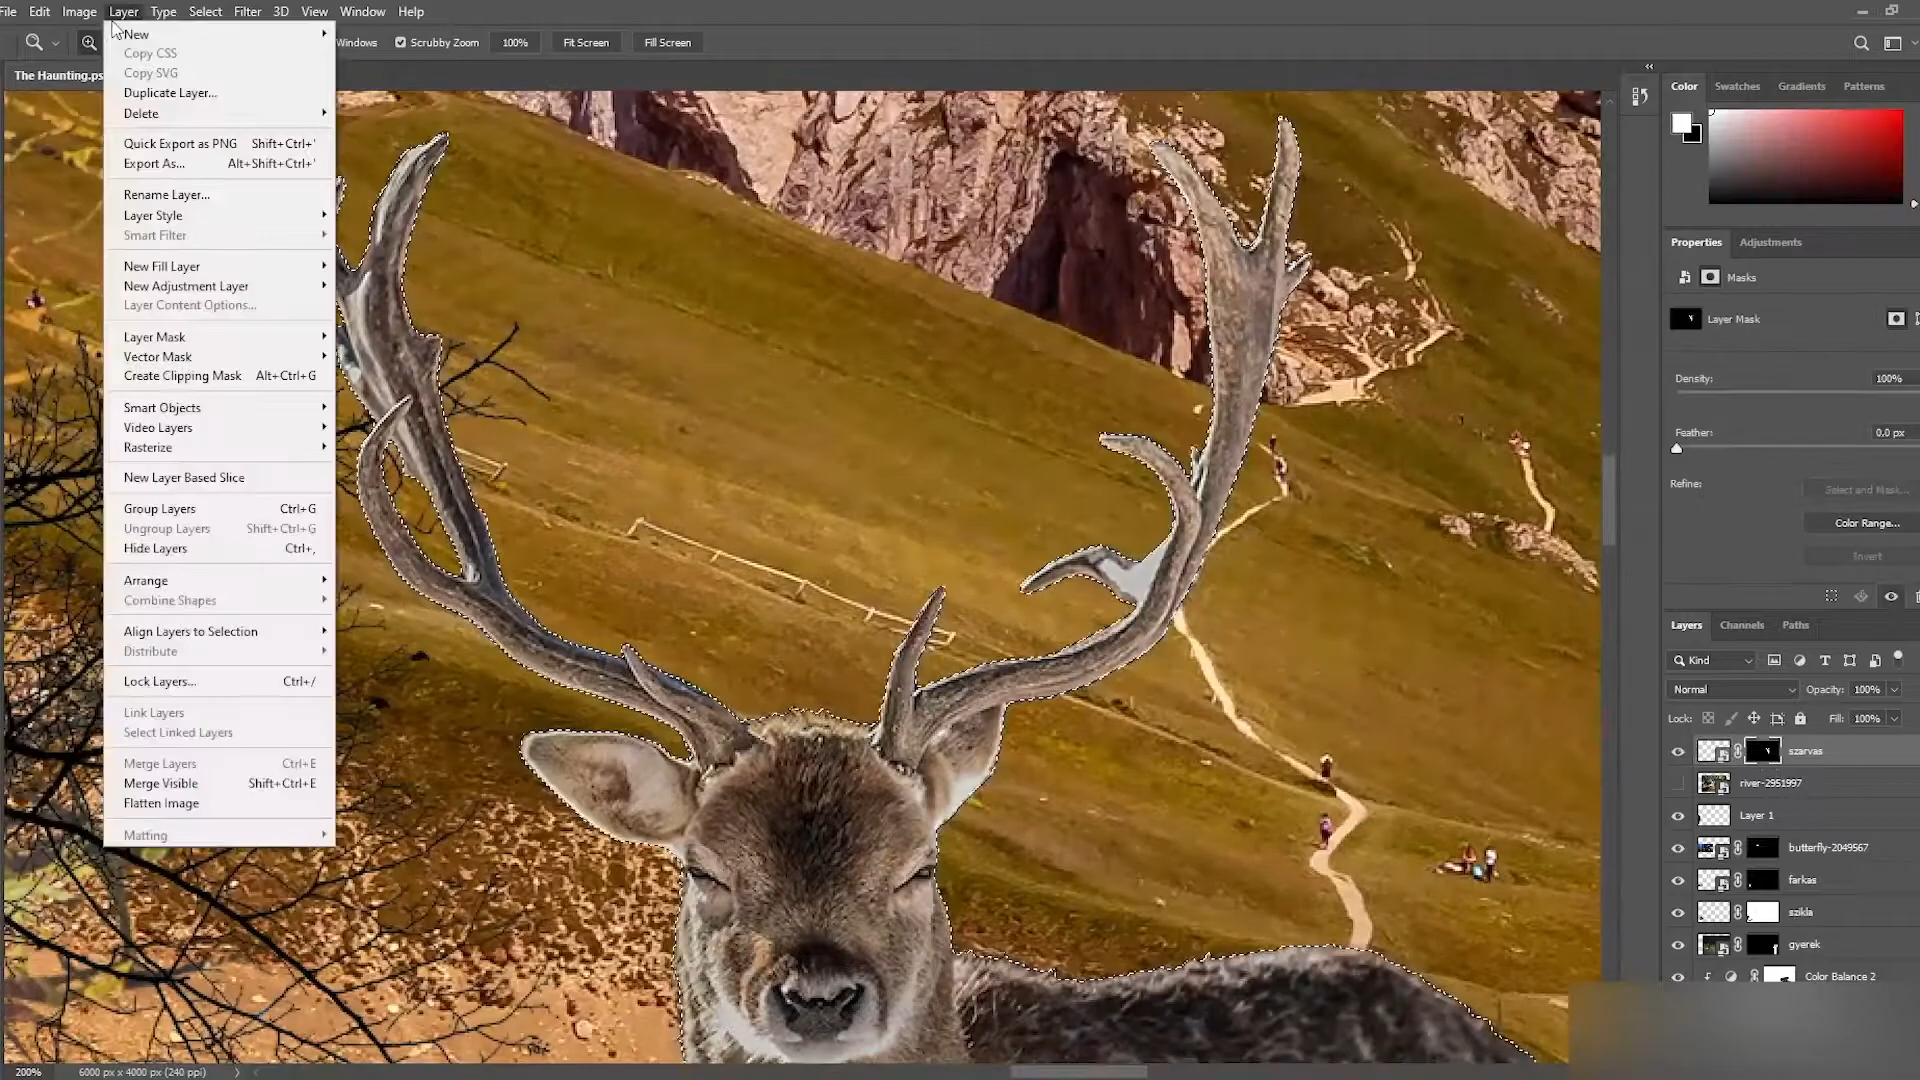 File Edit Image Layer Type Select Filter 3D View Window Help
Windows Scrubby Zoom 100% Fit Screen Fill Screen
The Haunting.ps
New
Copy CSS
Copy SVG
Duplicate Layer...
Delete
Quick Export as PNG Shift+Ctrl+'
Export As... Alt+Shift+Ctrl+'
Rename Layer...
Layer Style
Smart Filter
New Fill Layer
New Adjustment Layer
Layer Content Options...
Layer Mask
Vector Mask
Create Clipping Mask Alt+Ctrl+G
Smart Objects
Video Layers
Rasterize
New Layer Based Slice
Group Layers Ctrl+G
Ungroup Layers Shift+Ctrl+G
Hide Layers Ctrl+,
Arrange
Combine Shapes
Align Layers to Selection
Distribute
Lock Layers... Ctrl+/
Link Layers
Select Linked Layers
Merge Layers Ctrl+E
Merge Visible Shift+Ctrl+E
Flatten Image
Matting
Color Swatches Gradients Patterns
Properties Adjustments
Masks
Layer Mask
Density: 100%
Feather: 0.0 px
Refine: Select and Mask...
Color Range...
Invert
Layers Channels Paths
Kind
Normal Opacity: 100%
Lock: Fill: 100%
szarvas
river-2951997
Layer 1
butterfly-2049567
farkas
szikla
gyerek
Color Balance 2
200% 6000 px x 4000 px (240 ppi)